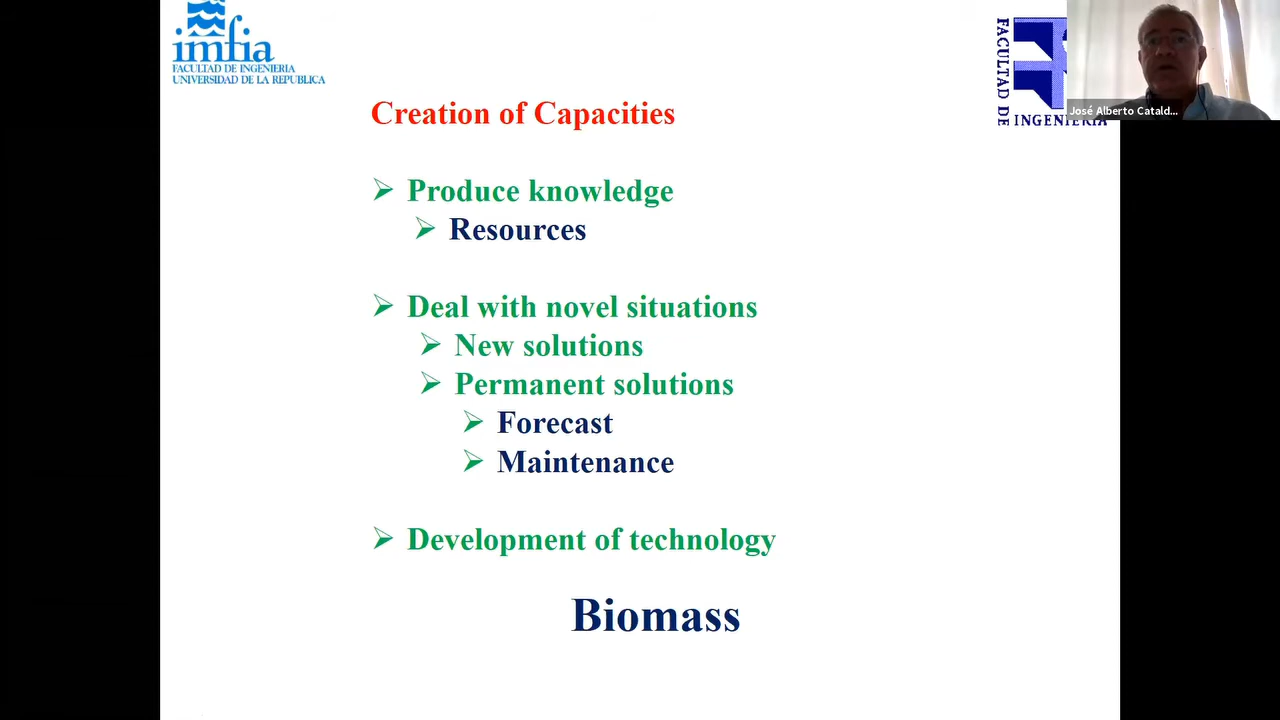 imfia
FACULTAD DE INGENIERIA
UNIVERSIDAD DE LA REPUBLICA
FACULTAD DE
INGENIERIA
José Alberto Catald...
Creation of Capacities
Produce knowledge
Resources
Deal with novel situations
New solutions
Permanent solutions
Forecast
Maintenance
Development of technology
Biomass